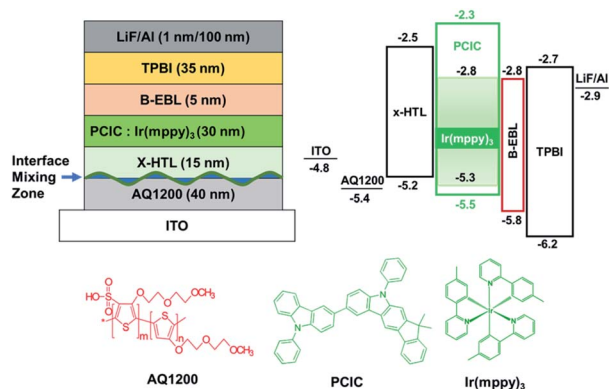 LiF/Al (1 nm/100 nm)
TPBI (35 nm)
B-EBL (5 nm)
PCIC : Ir(mppy)₃ (30 nm)
X-HTL (15 nm)
Interface
Mixing
Zone
AQ1200 (40 nm)
ITO
ITO
-4.8
AQ1200
-5.4
-2.5
x-HTL
-5.2
-2.3
PCIC
-2.8
Ir(mppy)₃
-5.3
-5.5
-2.8
B-EBL
-5.8
-2.7
TPBI
-6.2
LiF/Al
-2.9
HO
O
S
O
O
O
O
OCH₃
*
S
m
S
n
*
O
O
O
OCH₃
AQ1200
N
N
PCIC
N
Ir
N
N
Ir(mppy)₃